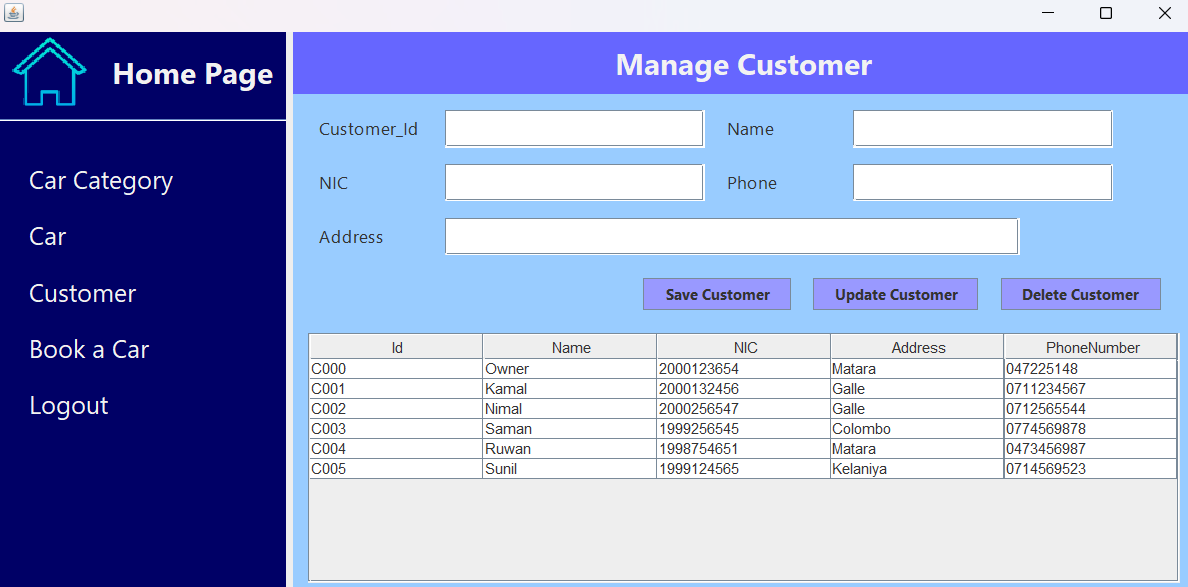 Home Page
Car Category
Car
Customer
Book a Car
Logout
Manage Customer
Customer_Id Name
NIC Phone
Address
Save Customer Update Customer Delete Customer
Id Name NIC Address PhoneNumber
C000 Owner 2000123654 Matara 047225148
C001 Kamal 2000132456 Galle 0711234567
C002 Nimal 2000256547 Galle 0712565544
C003 Saman 1999256545 Colombo 0774569878
C004 Ruwan 1998754651 Matara 0473456987
C005 Sunil 1999124565 Kelaniya 0714569523